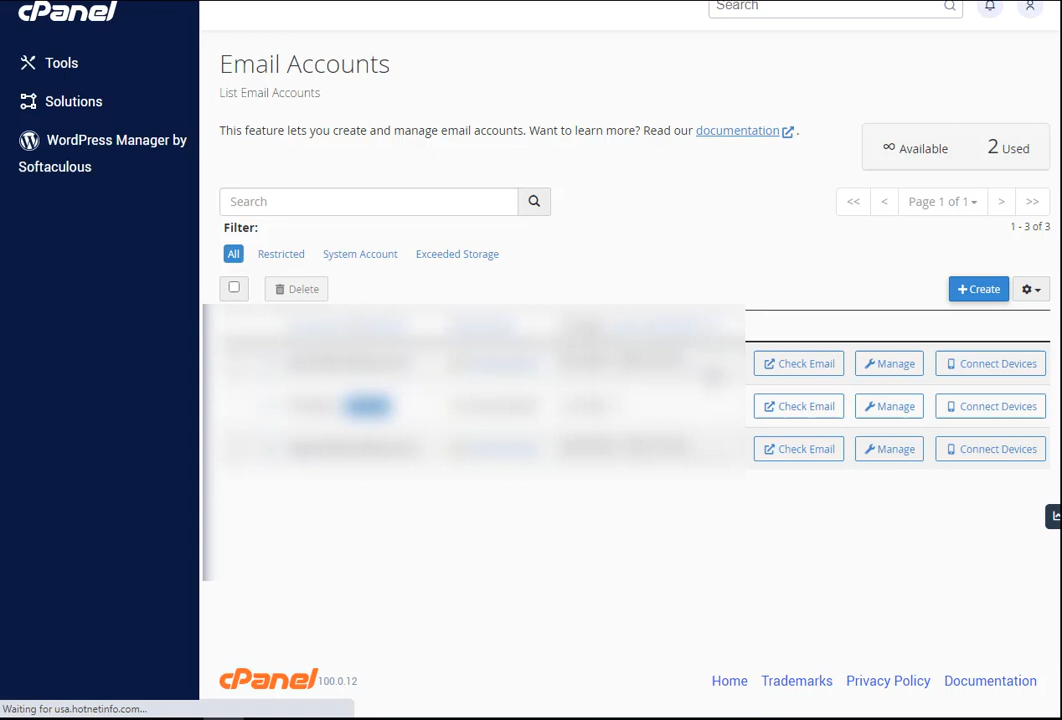 cPanel
Search
Tools
Solutions
WordPress Manager by
Softaculous
Email Accounts
List Email Accounts
This feature lets you create and manage email accounts. Want to learn more? Read our documentation .
∞ Available 2 Used
Search
<< < Page 1 of 1 > >>
Filter:
1 - 3 of 3
All Restricted System Account Exceeded Storage
Delete + Create
Check Email Manage Connect Devices
Check Email Manage Connect Devices
Check Email Manage Connect Devices
cPanel 100.0.12 Home Trademarks Privacy Policy Documentation
Waiting for usa.hotnetinfo.com...